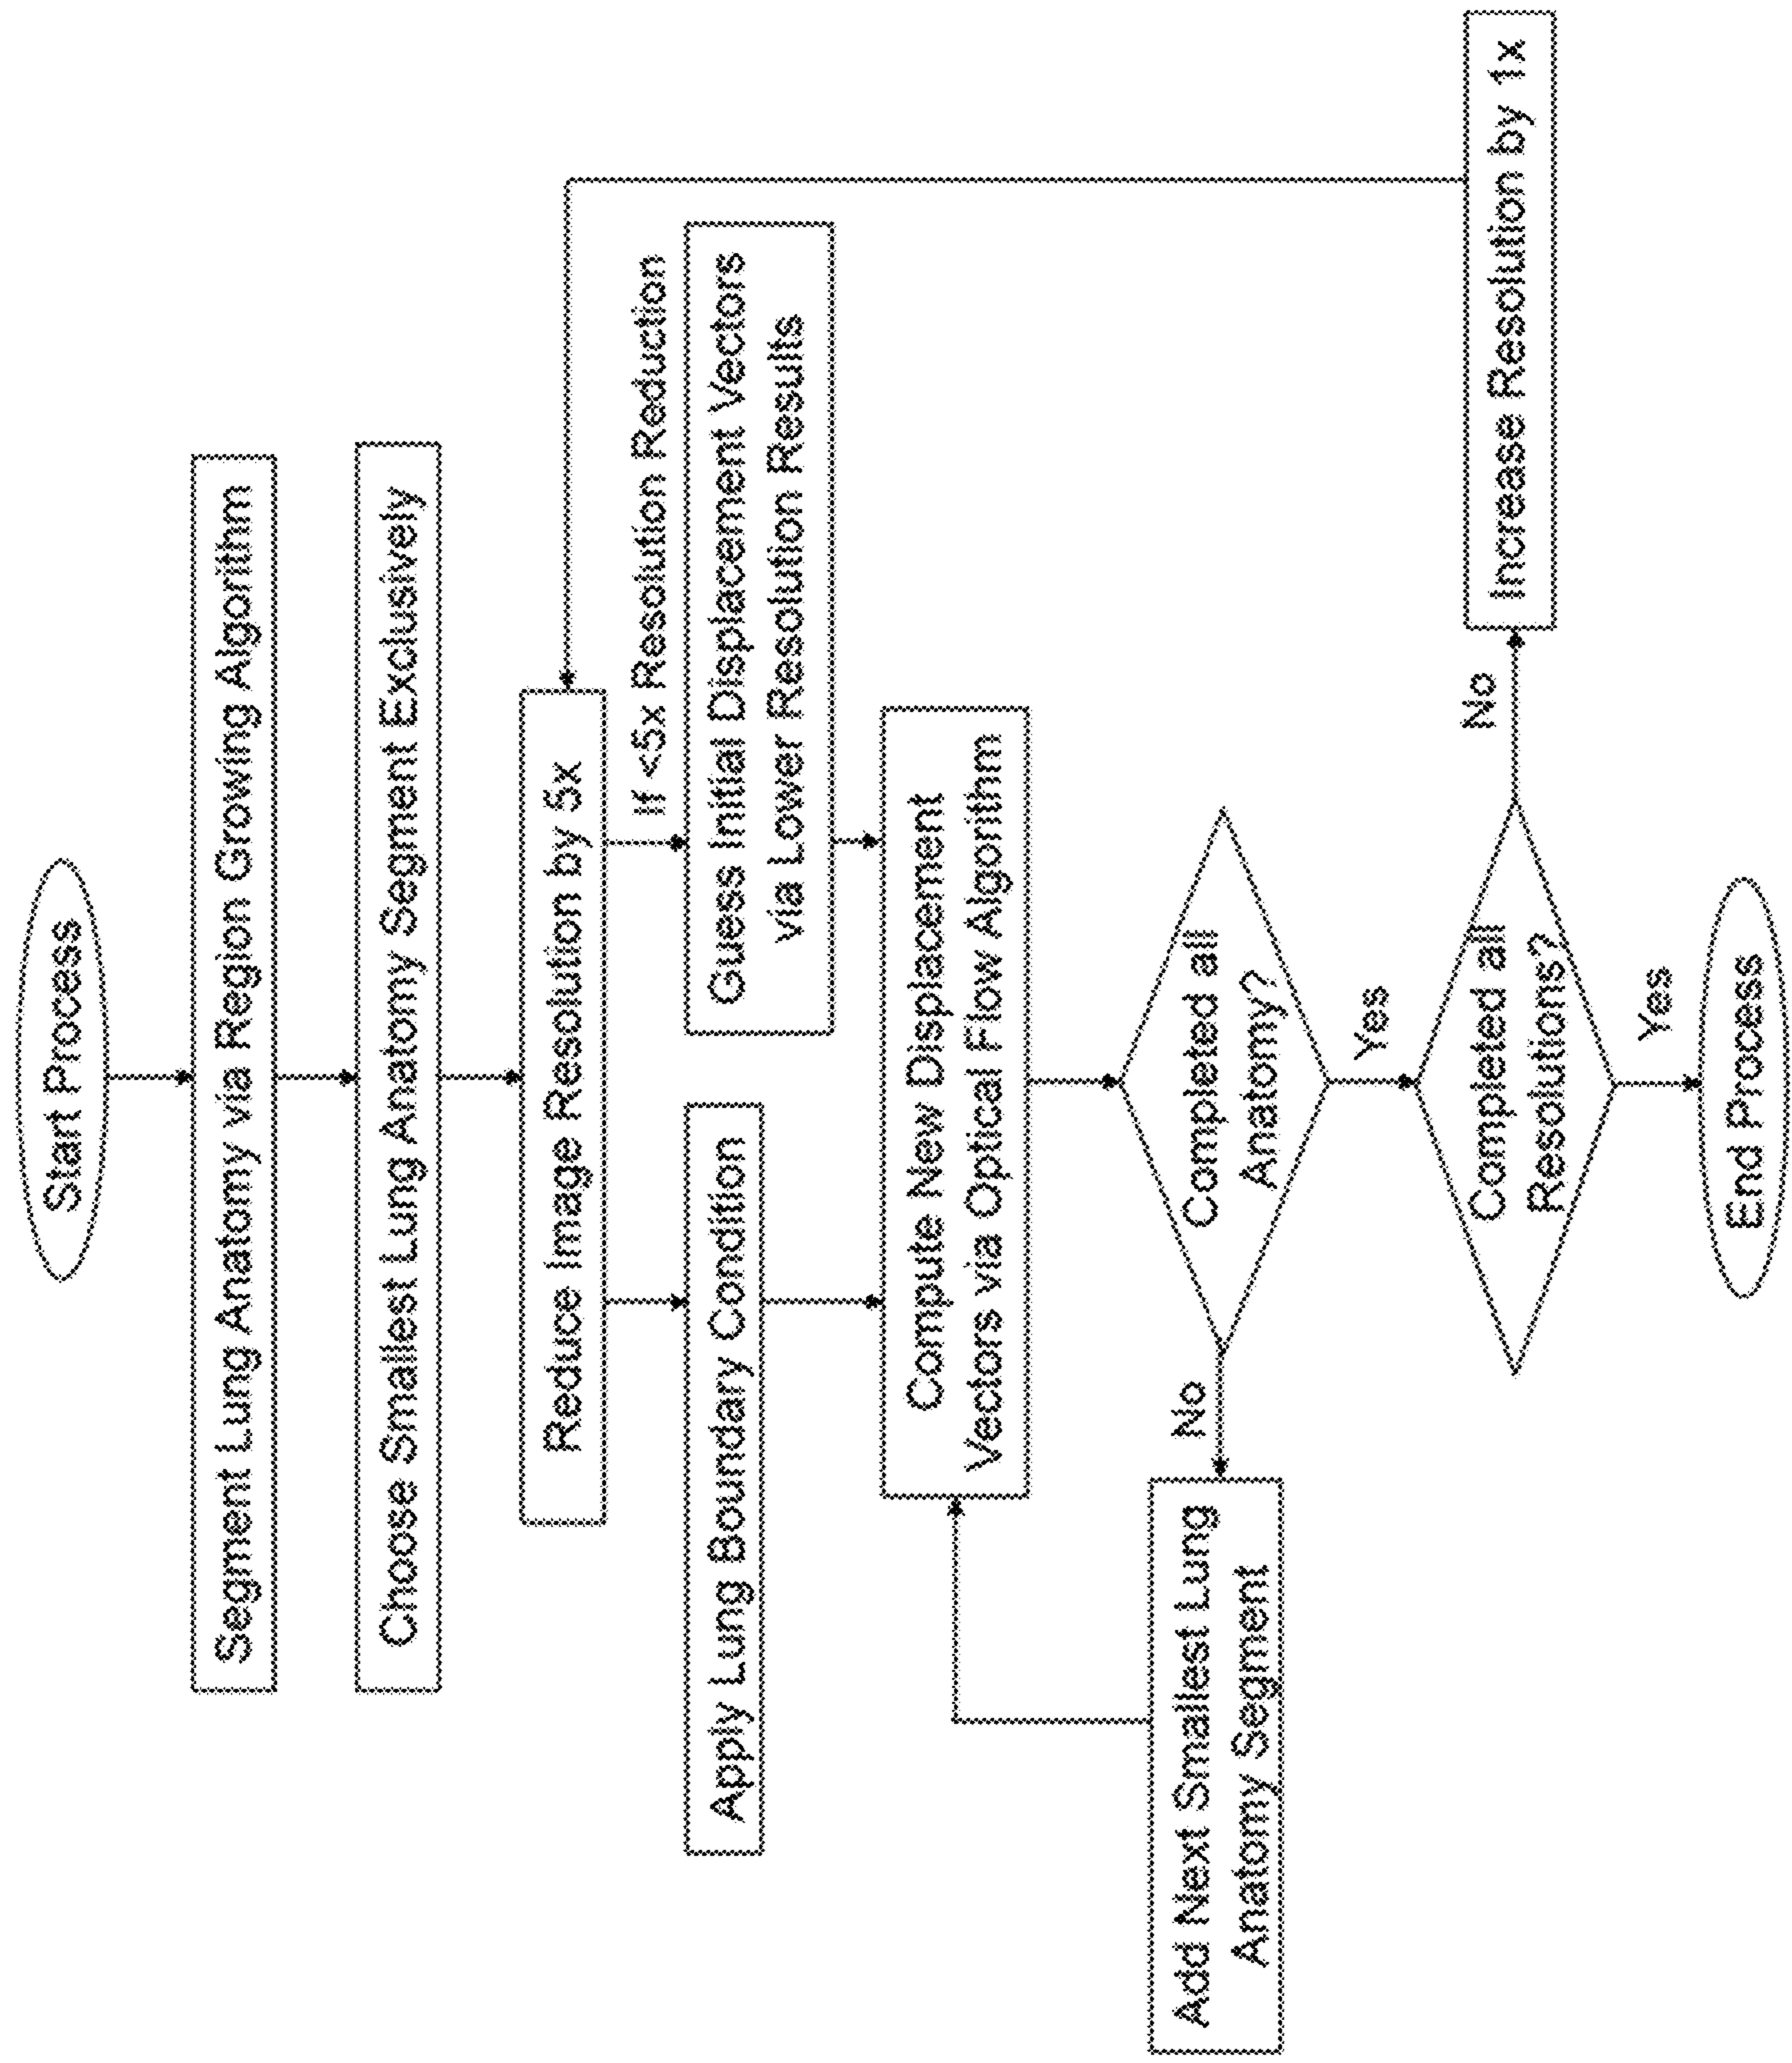 Start Process
Segment Lung Anatomy via Region Growing Algorithm
Choose Smallest Lung Anatomy Segment Exclusively
Reduce Image Resolution by 5x
If <5x Resolution Reduction
Apply Lung Boundary Condition
Guess Initial Displacement Vectors
via Lower Resolution Results
Compute New Displacement
Vectors via Optical Flow Algorithm
Completed all
Anatomy?
No
Add Next Smallest Lung
Anatomy Segment
Yes
Completed all
Resolutions?
No
Increase Resolution by 1x
Yes
End Process